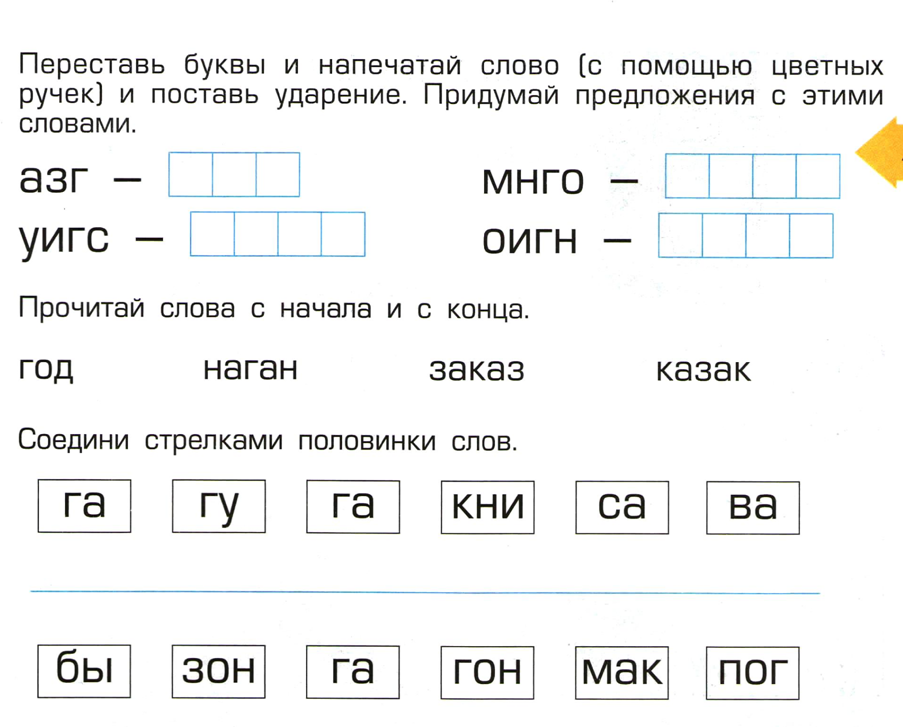 Переставь буквы и напечатай слово (с помощью цветных
ручек) и поставь ударение. Придумай предложения с этими
словами.
азг – мнго –
уигс – оигн –
Прочитай слова с начала и с конца.
год наган заказ казак
Соедини стрелками половинки слов.
га гу га кни са ва
бы зон га гон мак пог